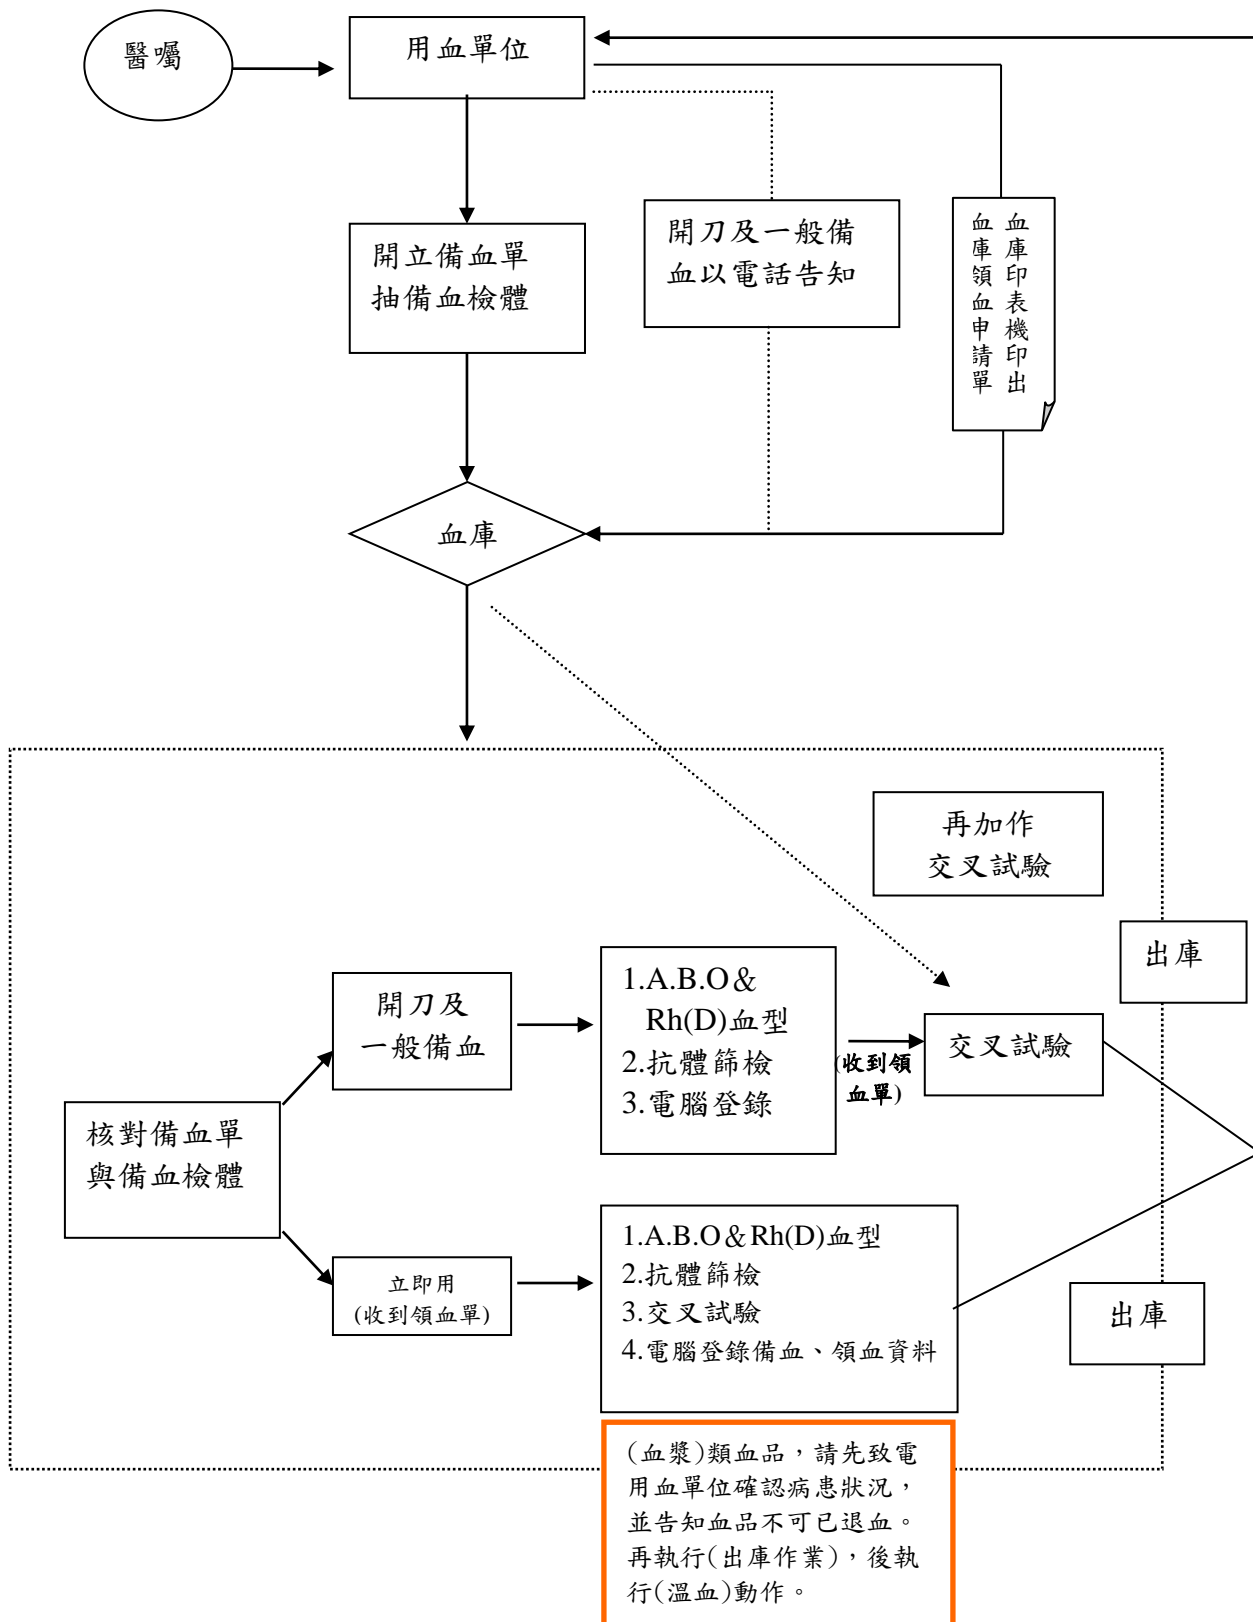 醫囑
用血單位
開立備血單
抽備血檢體
開刀及一般備
血以電話告知
血庫印表機印出
血庫領血申請單
血庫
再加作
交叉試驗
出庫
開刀及
一般備血
1.A.B.O＆
Rh(D)血型
2.抗體篩檢
3.電腦登錄
(收到領
血單)
交叉試驗
核對備血單
與備血檢體
立即用
(收到領血單)
1.A.B.O＆Rh(D)血型
2.抗體篩檢
3.交叉試驗
4.電腦登錄備血、領血資料
出庫
(血漿)類血品，請先致電
用血單位確認病患狀況，
並告知血品不可已退血。
再執行(出庫作業)，後執
行(溫血)動作。